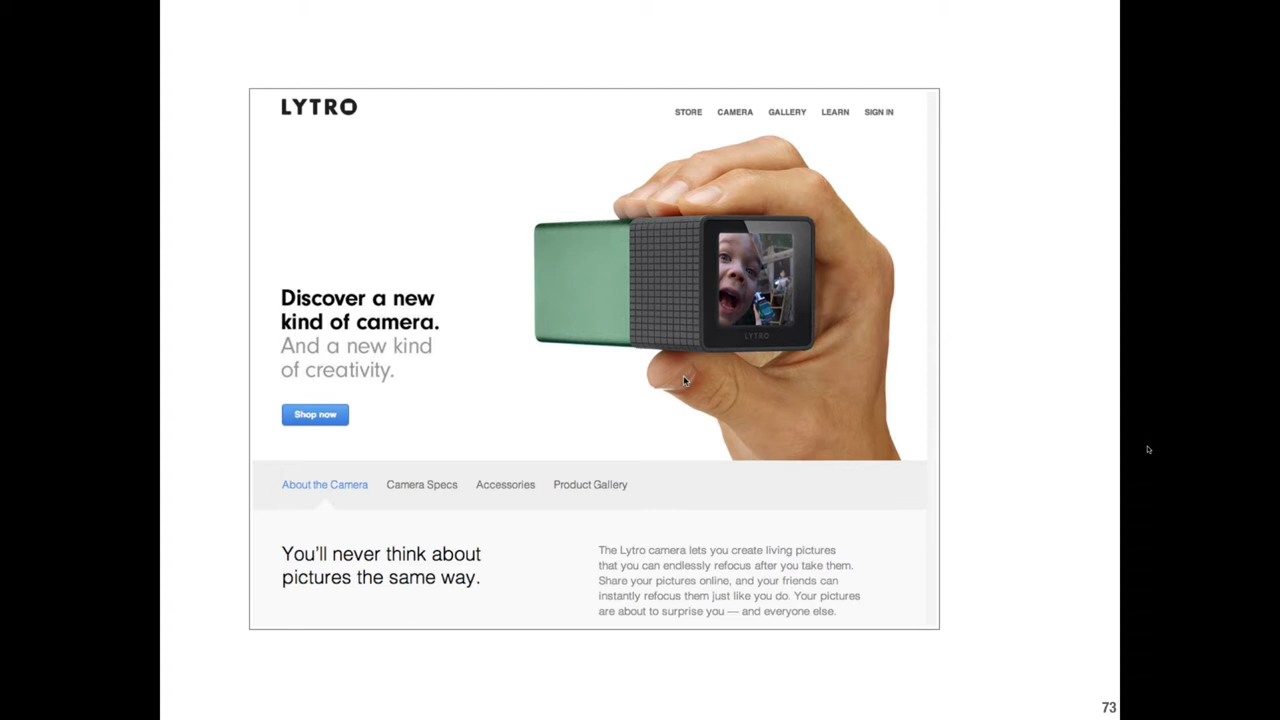 LYTRO
STORE CAMERA GALLERY LEARN SIGN IN
LYTRO
Discover a new
kind of camera.
And a new kind
of creativity.
Shop now
About the Camera Camera Specs Accessories Product Gallery
You'll never think about
pictures the same way.
The Lytro camera lets you create living pictures
that you can endlessly refocus after you take them.
Share your pictures online, and your friends can
instantly refocus them just like you do. Your pictures
are about to surprise you — and everyone else.
73